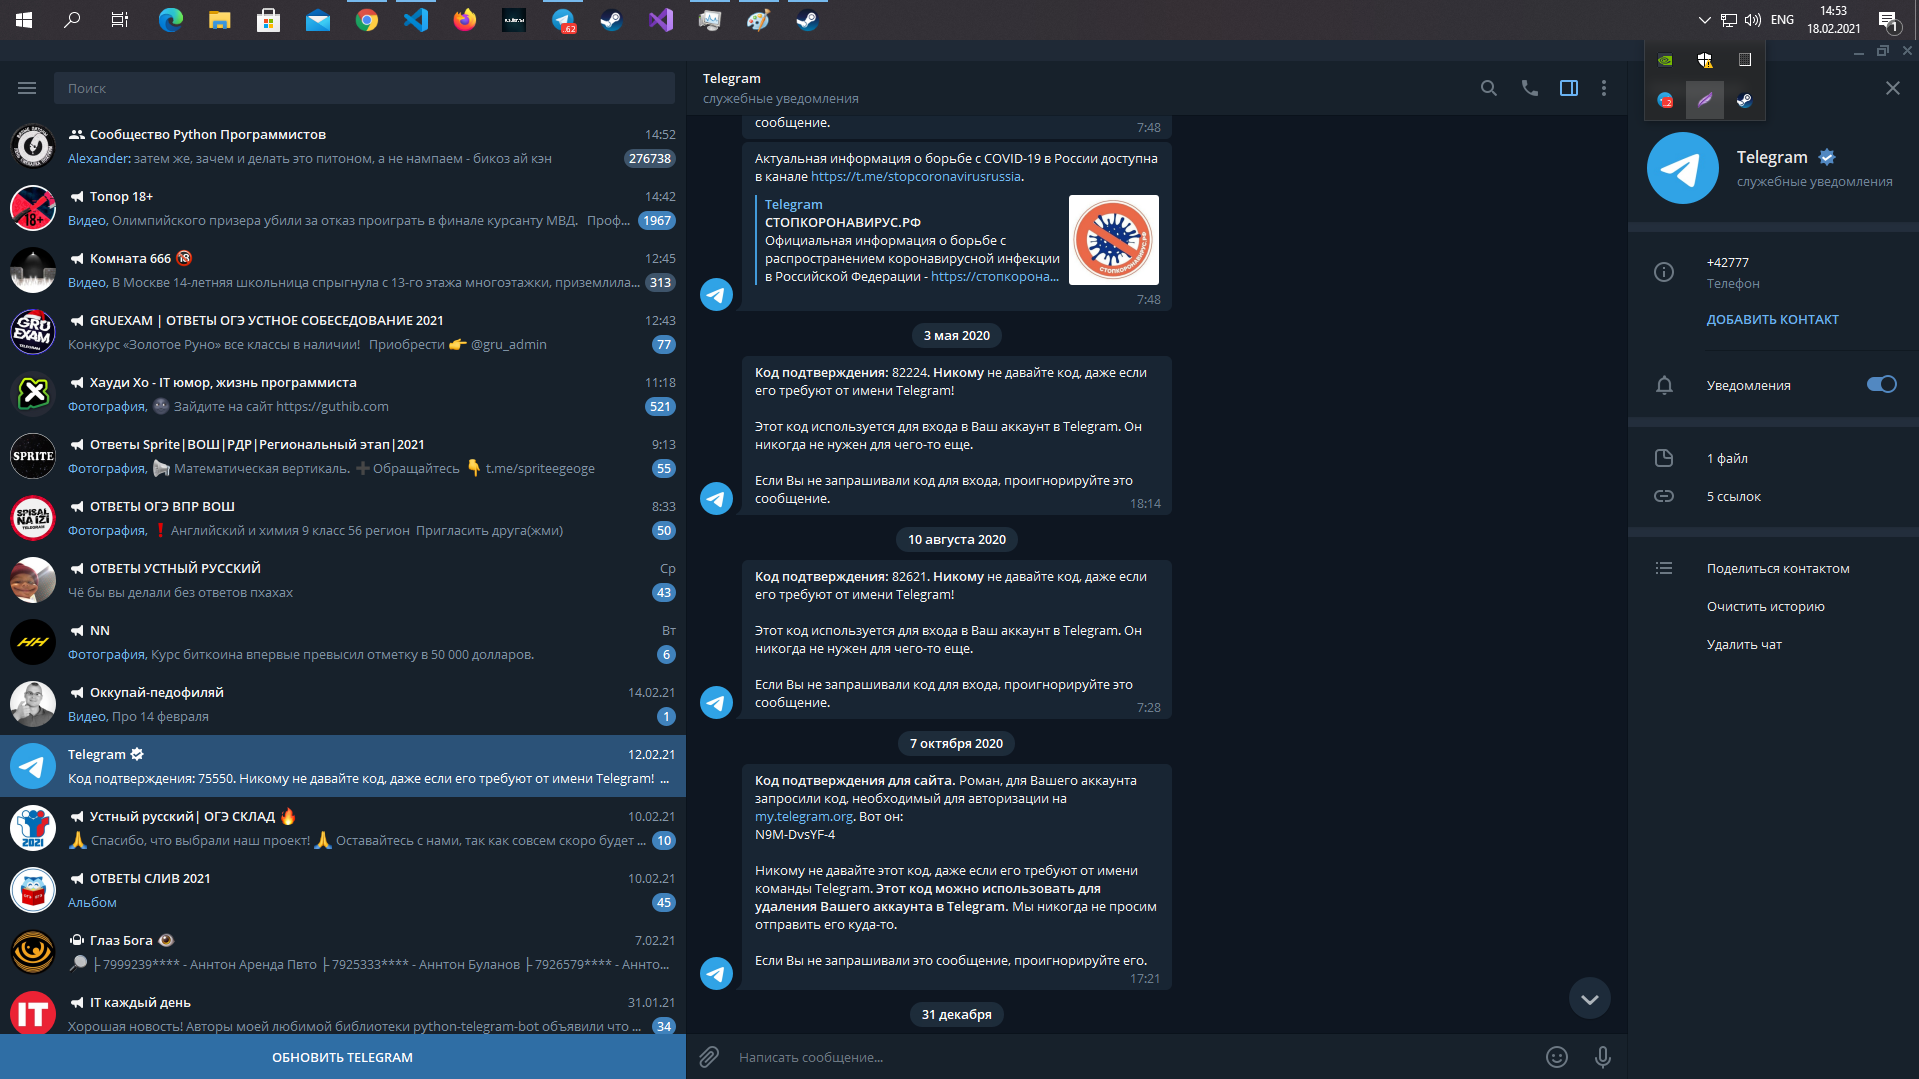 .62
ENG
14:53
18.02.2021
1
Поиск
Сообщество Python Программистов
14:52
Alexander: затем же, зачем и делать это питоном, а не нампаем - бикоз ай кэн
276738
Топор 18+
14:42
Видео, Олимпийского призера убили за отказ проиграть в финале курсанту МВД. Проф...
1967
Комната 666 🔞
12:45
Видео, В Москве 14-летняя школьница спрыгнула с 13-го этажа многоэтажки, приземлила...
313
GRUEXAM | ОТВЕТЫ ОГЭ УСТНОЕ СОБЕСЕДОВАНИЕ 2021
12:43
Конкурс «Золотое Руно» все классы в наличии! Приобрести 👉 @gru_admin
77
Хауди Хо - IT юмор, жизнь программиста
11:18
Фотография, 🌚 Зайдите на сайт https://guthib.com
521
Ответы Sprite|ВОШ|РДР|Региональный этап|2021
9:13
Фотография, 📢 Математическая вертикаль. ➕ Обращайтесь 👇 t.me/spriteegeoge
55
ОТВЕТЫ ОГЭ ВПР ВОШ
8:33
Фотография, ❗ Английский и химия 9 класс 56 регион Пригласить друга(жми)
50
ОТВЕТЫ УСТНЫЙ РУССКИЙ
Ср
Чё бы вы делали без ответов пхахах
43
NN
Вт
Фотография, Курс биткоина впервые превысил отметку в 50 000 долларов.
6
Оккупай-педофиляй
14.02.21
Видео, Про 14 февраля
1
Telegram
12.02.21
Код подтверждения: 75550. Никому не давайте код, даже если его требуют от имени Telegram! ...
Устный русский| ОГЭ СКЛАД 🔥
10.02.21
🙏 Спасибо, что выбрали наш проект! 🙏 Оставайтесь с нами, так как совсем скоро будет ...
10
ОТВЕТЫ СЛИВ 2021
10.02.21
Альбом
45
Глаз Бога 👁
7.02.21
🔎 ├ 7999239**** - Аннтон Аренда Пвто ├ 7925333**** - Аннтон Буланов ├ 7926579**** - Аннто...
IT каждый день
31.01.21
Хорошая новость! Авторы моей любимой библиотеки python-telegram-bot объявили что ...
34
ОБНОВИТЬ TELEGRAM
18+
GRU
EXAM
SPRITE
SPISAL
NA IZI
TELEGRAM
HH
2021
IT
Telegram
служебные уведомления
сообщение.
7:48
Актуальная информация о борьбе с COVID-19 в России доступна
в канале https://t.me/stopcoronavirusrussia.
Telegram
СТОПКОРОНАВИРУС.РФ
Официальная информация о борьбе с
распространением коронавирусной инфекции
в Российской Федерации - https://стопкорона...
СТОПКОРОНАВИРУС.РФ
7:48
3 мая 2020
Код подтверждения: 82224. Никому не давайте код, даже если
его требуют от имени Telegram!
Этот код используется для входа в Ваш аккаунт в Telegram. Он
никогда не нужен для чего-то еще.
Если Вы не запрашивали код для входа, проигнорируйте это
сообщение.
18:14
10 августа 2020
Код подтверждения: 82621. Никому не давайте код, даже если
его требуют от имени Telegram!
Этот код используется для входа в Ваш аккаунт в Telegram. Он
никогда не нужен для чего-то еще.
Если Вы не запрашивали код для входа, проигнорируйте это
сообщение.
7:28
7 октября 2020
Код подтверждения для сайта. Роман, для Вашего аккаунта
запросили код, необходимый для авторизации на
my.telegram.org. Вот он:
N9M-DvsYF-4
Никому не давайте этот код, даже если его требуют от имени
команды Telegram. Этот код можно использовать для
удаления Вашего аккаунта в Telegram. Мы никогда не просим
отправить его куда-то.
Если Вы не запрашивали это сообщение, проигнорируйте его.
17:21
31 декабря
Написать сообщение...
Telegram
служебные уведомления
+42777
Телефон
ДОБАВИТЬ КОНТАКТ
Уведомления
1 файл
5 ссылок
Поделиться контактом
Очистить историю
Удалить чат